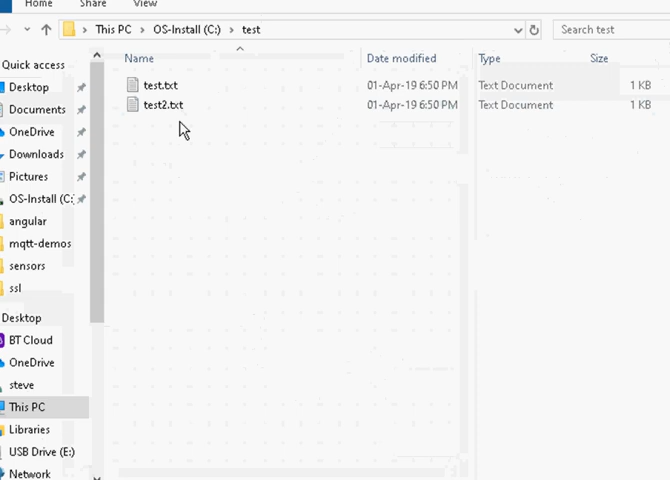 Home Share View
This PC > OS-Install (C:) > test
Search test
Quick access
Desktop
Documents
OneDrive
Downloads
Pictures
OS-Install (C:
angular
mqtt-demos
sensors
ssl
Desktop
BT Cloud
OneDrive
steve
This PC
Libraries
USB Drive (E:)
Network
Name Date modified Type Size
test.txt 01-Apr-19 6:50 PM Text Document 1 KB
test2.txt 01-Apr-19 6:50 PM Text Document 1 KB